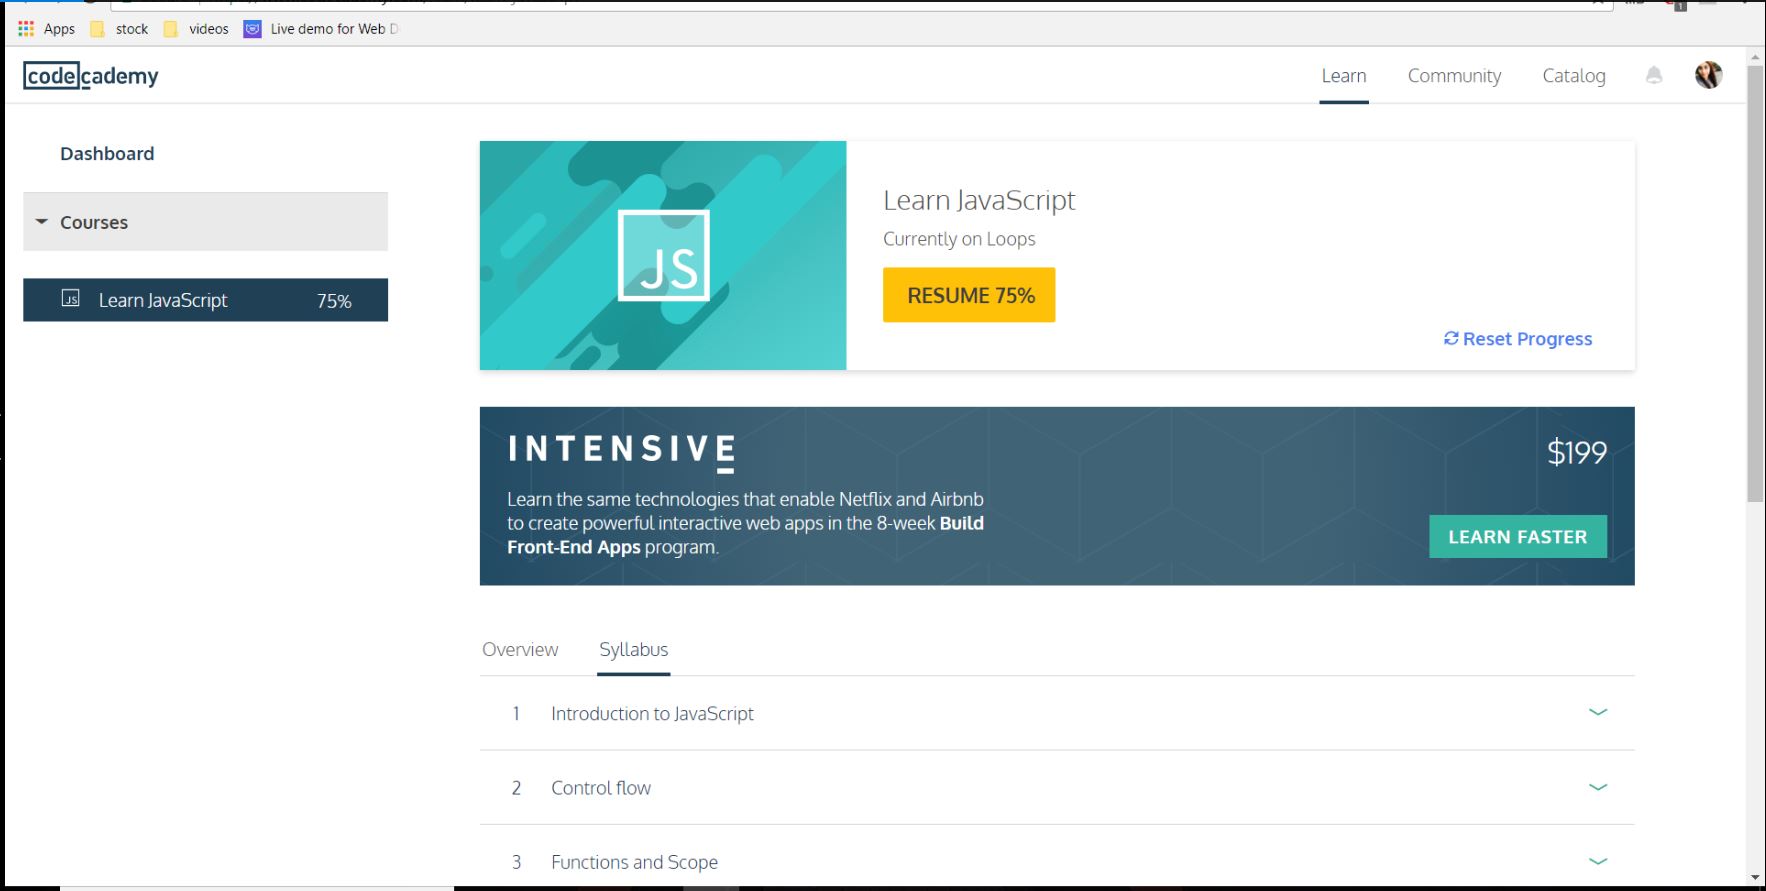 Apps stock videos Live demo for Web D
codecademy
Learn Community Catalog
Dashboard
Courses
JS Learn JavaScript 75%
JS
Learn JavaScript
Currently on Loops
RESUME 75%
Reset Progress
INTENSIVE
$199
Learn the same technologies that enable Netflix and Airbnb
to create powerful interactive web apps in the 8-week Build
Front-End Apps program.
LEARN FASTER
Overview Syllabus
1 Introduction to JavaScript
2 Control flow
3 Functions and Scope